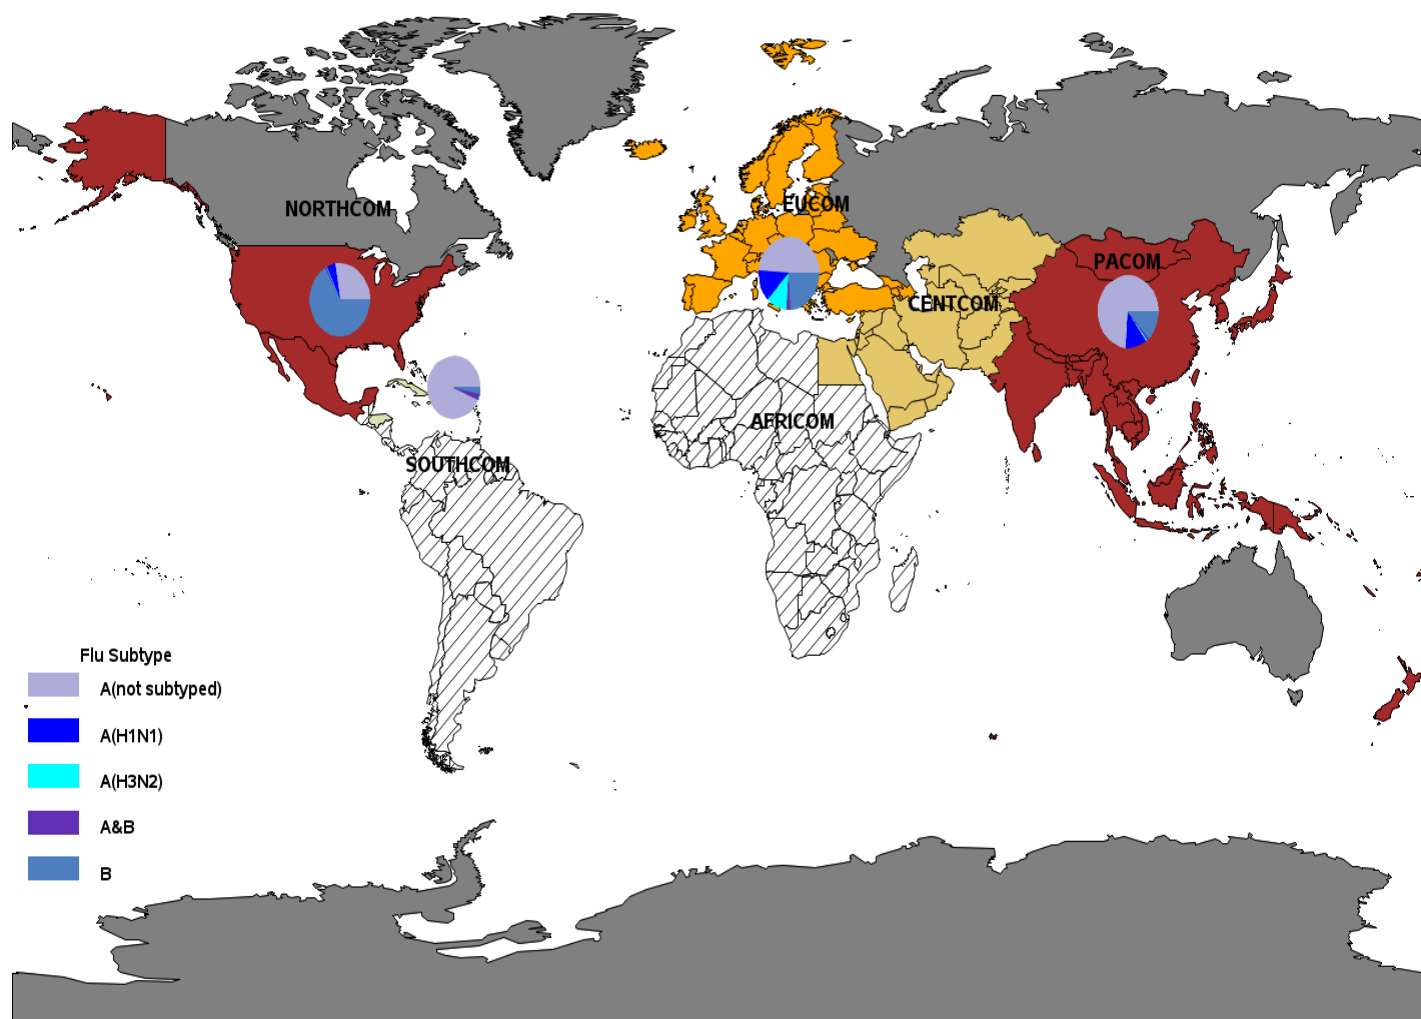 NORTHCOM
EUCOM
PACOM
CENTCOM
AFRICOM
SOUTHCOM
Flu Subtype
A(not subtyped)
A(H1N1)
A(H3N2)
A&B
B